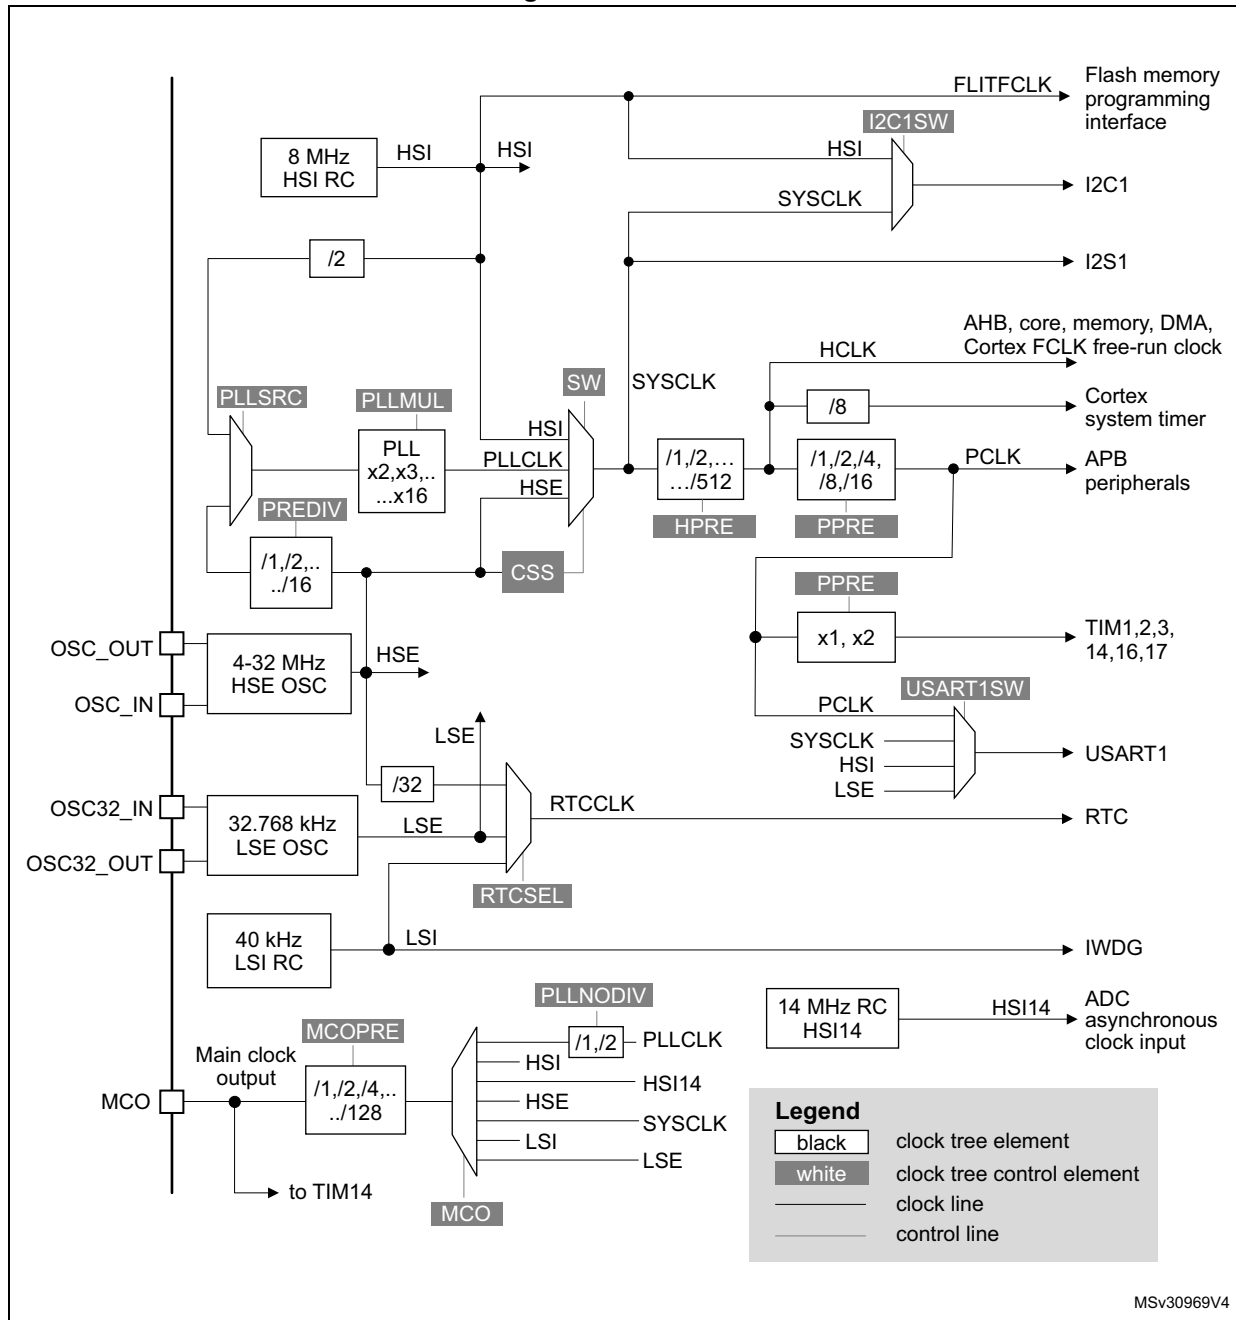 FLITFCLK
Flash memory
programming
interface
I2C1SW
8 MHz
HSI RC
HSI
HSI
HSI
SYSCLK
I2C1
/2
I2S1
AHB, core, memory, DMA,
Cortex FCLK free-run clock
HCLK
PLLSRC
PLLMUL
SW
SYSCLK
/8
Cortex
system timer
PLL
x2,x3,..
...x16
HSI
PLLCLK
HSE
/1,/2,…
…/512
/1,/2,/4,
/8,/16
PCLK
APB
peripherals
PREDIV
HPRE
PPRE
/1,/2,..
../16
CSS
PPRE
x1, x2
TIM1,2,3,
14,16,17
OSC_OUT
OSC_IN
4-32 MHz
HSE OSC
HSE
USART1SW
PCLK
SYSCLK
HSI
LSE
USART1
LSE
/32
OSC32_IN
OSC32_OUT
32.768 kHz
LSE OSC
LSE
RTCCLK
RTC
RTCSEL
40 kHz
LSI RC
LSI
IWDG
PLLNODIV
14 MHz RC
HSI14
HSI14
ADC
asynchronous
clock input
MCOPRE
/1,/2
PLLCLK
Main clock
output
HSI
HSI14
MCO
/1,/2,/4,..
../128
HSE
SYSCLK
LSI
LSE
to TIM14
MCO
Legend
black
clock tree element
white
clock tree control element
clock line
control line
MSv30969V4